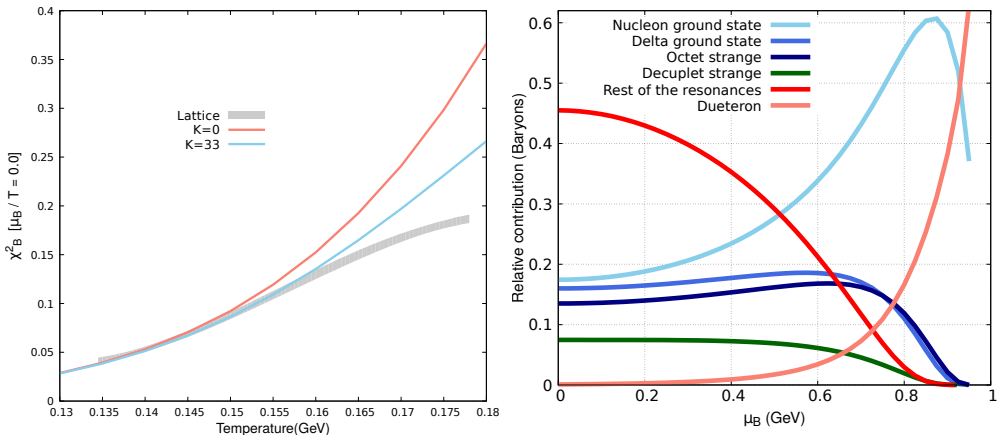 0.4
0.35
0.3
0.25
0.2
0.15
0.1
0.05
0
χ²_B [μ_B / T = 0.0]
Lattice
K=0
K=33
0.13 0.135 0.14 0.145 0.15 0.155 0.16 0.165 0.17 0.175 0.18
Temperature(GeV)
0.6
0.5
0.4
0.3
0.2
0.1
0
Relative contribution (Baryons)
Nucleon ground state
Delta ground state
Octet strange
Decuplet strange
Rest of the resonances
Dueteron
0.0 0.2 0.4 0.6 0.8 1
μ_B (GeV)